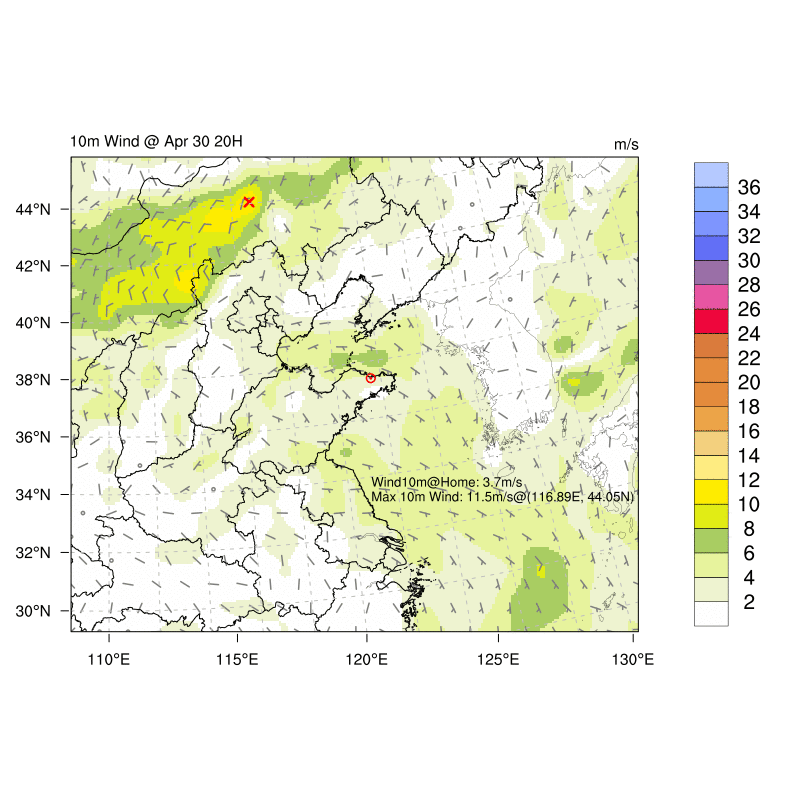 10m Wind @ Apr 30 20H
m/s
44°N
42°N
40°N
38°N
36°N
34°N
32°N
30°N
110°E
115°E
120°E
125°E
130°E
Wind10m@Home: 3.7m/s
Max 10m Wind: 11.5m/s@(116.89E, 44.05N)
36
34
32
30
28
26
24
22
20
18
16
14
12
10
8
6
4
2